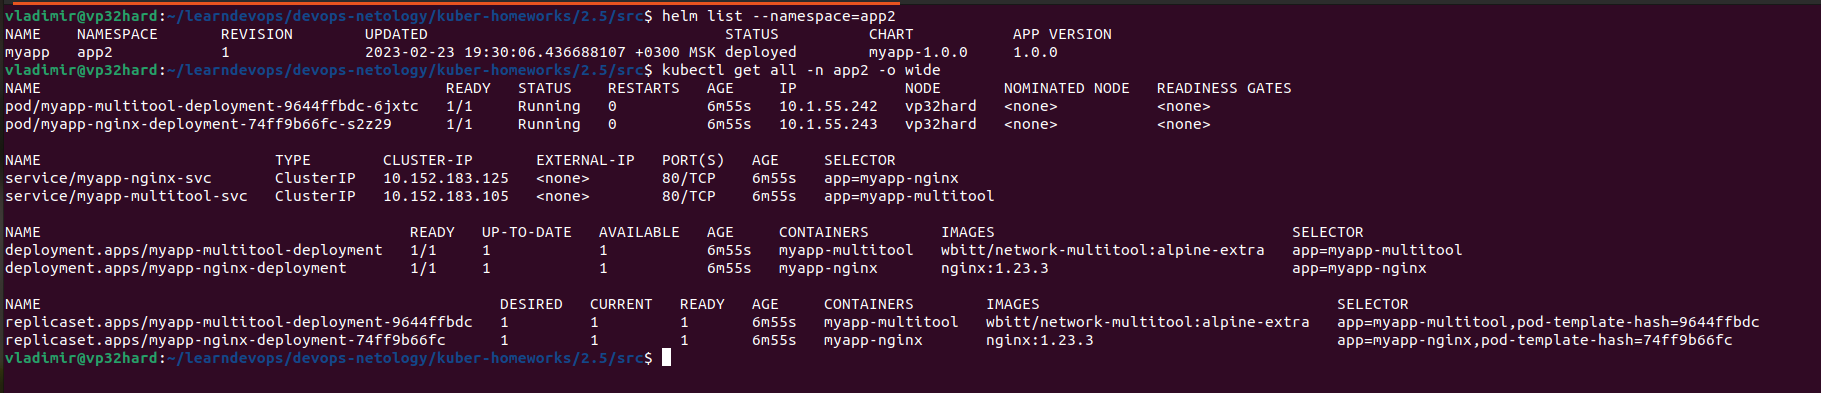 vladimir@vp32hard:~/learndevops/devops-netology/kuber-homeworks/2.5/src$ helm list --namespace=app2
NAME    NAMESPACE       REVISION        UPDATED                                 STATUS          CHART           APP VERSION
myapp   app2            1               2023-02-23 19:30:06.436688107 +0300 MSK deployed        myapp-1.0.0     1.0.0
vladimir@vp32hard:~/learndevops/devops-netology/kuber-homeworks/2.5/src$ kubectl get all -n app2 -o wide
NAME                                             READY   STATUS    RESTARTS   AGE     IP            NODE       NOMINATED NODE   READINESS GATES
pod/myapp-multitool-deployment-9644ffbdc-6jxtc   1/1     Running   0          6m55s   10.1.55.242   vp32hard   <none>           <none>
pod/myapp-nginx-deployment-74ff9b66fc-s2z29      1/1     Running   0          6m55s   10.1.55.243   vp32hard   <none>           <none>
NAME                          TYPE        CLUSTER-IP       EXTERNAL-IP   PORT(S)   AGE     SELECTOR
service/myapp-nginx-svc       ClusterIP   10.152.183.125   <none>        80/TCP    6m55s   app=myapp-nginx
service/myapp-multitool-svc   ClusterIP   10.152.183.105   <none>        80/TCP    6m55s   app=myapp-multitool
NAME                                         READY   UP-TO-DATE   AVAILABLE   AGE     CONTAINERS        IMAGES                                 SELECTOR
deployment.apps/myapp-multitool-deployment   1/1     1            1           6m55s   myapp-multitool   wbitt/network-multitool:alpine-extra   app=myapp-multitool
deployment.apps/myapp-nginx-deployment       1/1     1            1           6m55s   myapp-nginx       nginx:1.23.3                           app=myapp-nginx
NAME                                                   DESIRED   CURRENT   READY   AGE     CONTAINERS        IMAGES                                 SELECTOR
replicaset.apps/myapp-multitool-deployment-9644ffbdc   1         1         1       6m55s   myapp-multitool   wbitt/network-multitool:alpine-extra   app=myapp-multitool,pod-template-hash=9644ffbdc
replicaset.apps/myapp-nginx-deployment-74ff9b66fc      1         1         1       6m55s   myapp-nginx       nginx:1.23.3                           app=myapp-nginx,pod-template-hash=74ff9b66fc
vladimir@vp32hard:~/learndevops/devops-netology/kuber-homeworks/2.5/src$